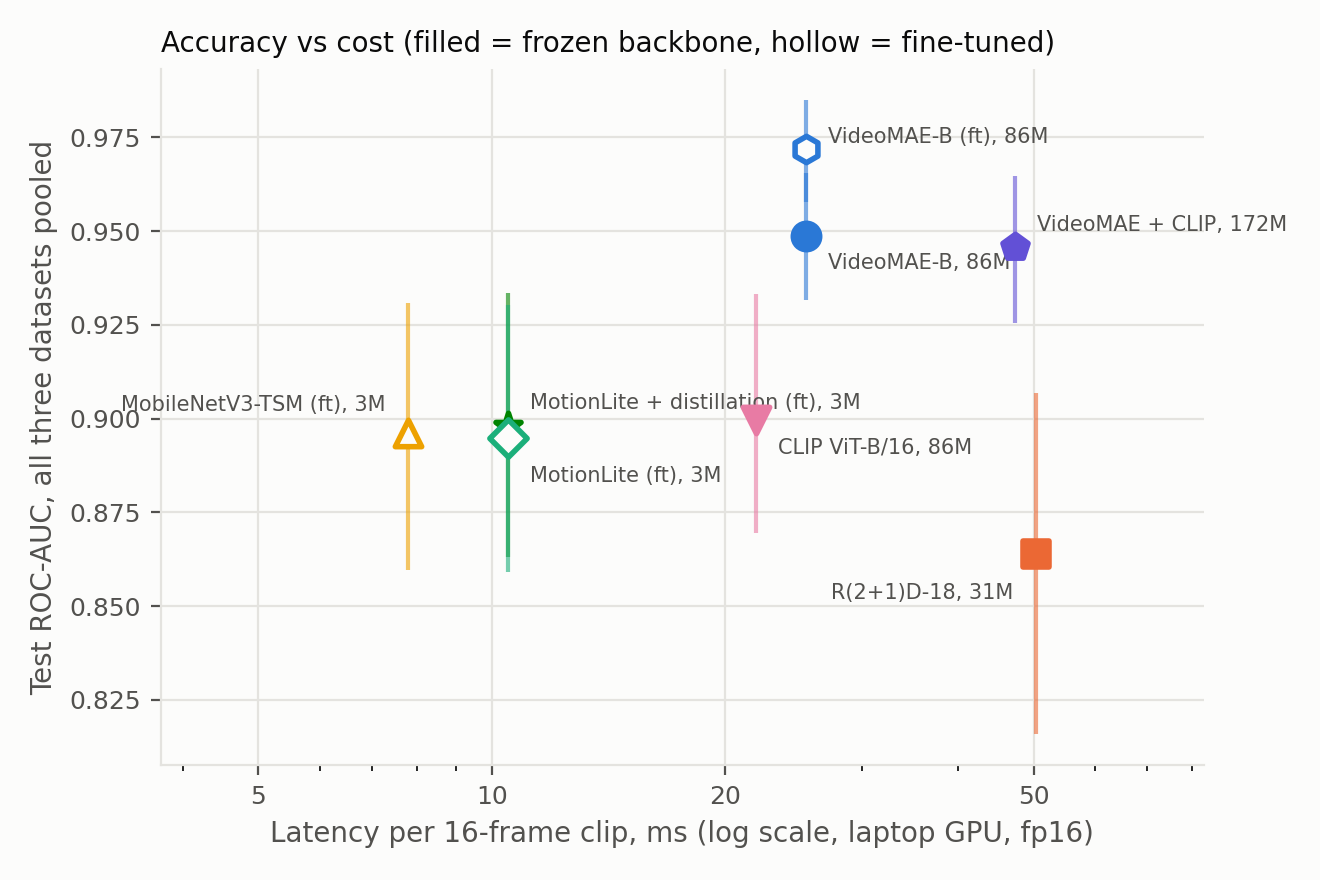 Accuracy vs cost (filled = frozen backbone, hollow = fine-tuned)
Test ROC-AUC, all three datasets pooled
0.975
0.950
0.925
0.900
0.875
0.850
0.825
VideoMAE-B (ft), 86M
VideoMAE + CLIP, 172M
VideoMAE-B, 86M
MobileNetV3-TSM (ft), 3M
MotionLite + distillation (ft), 3M
CLIP ViT-B/16, 86M
MotionLite (ft), 3M
R(2+1)D-18, 31M
5
10
20
50
Latency per 16-frame clip, ms (log scale, laptop GPU, fp16)